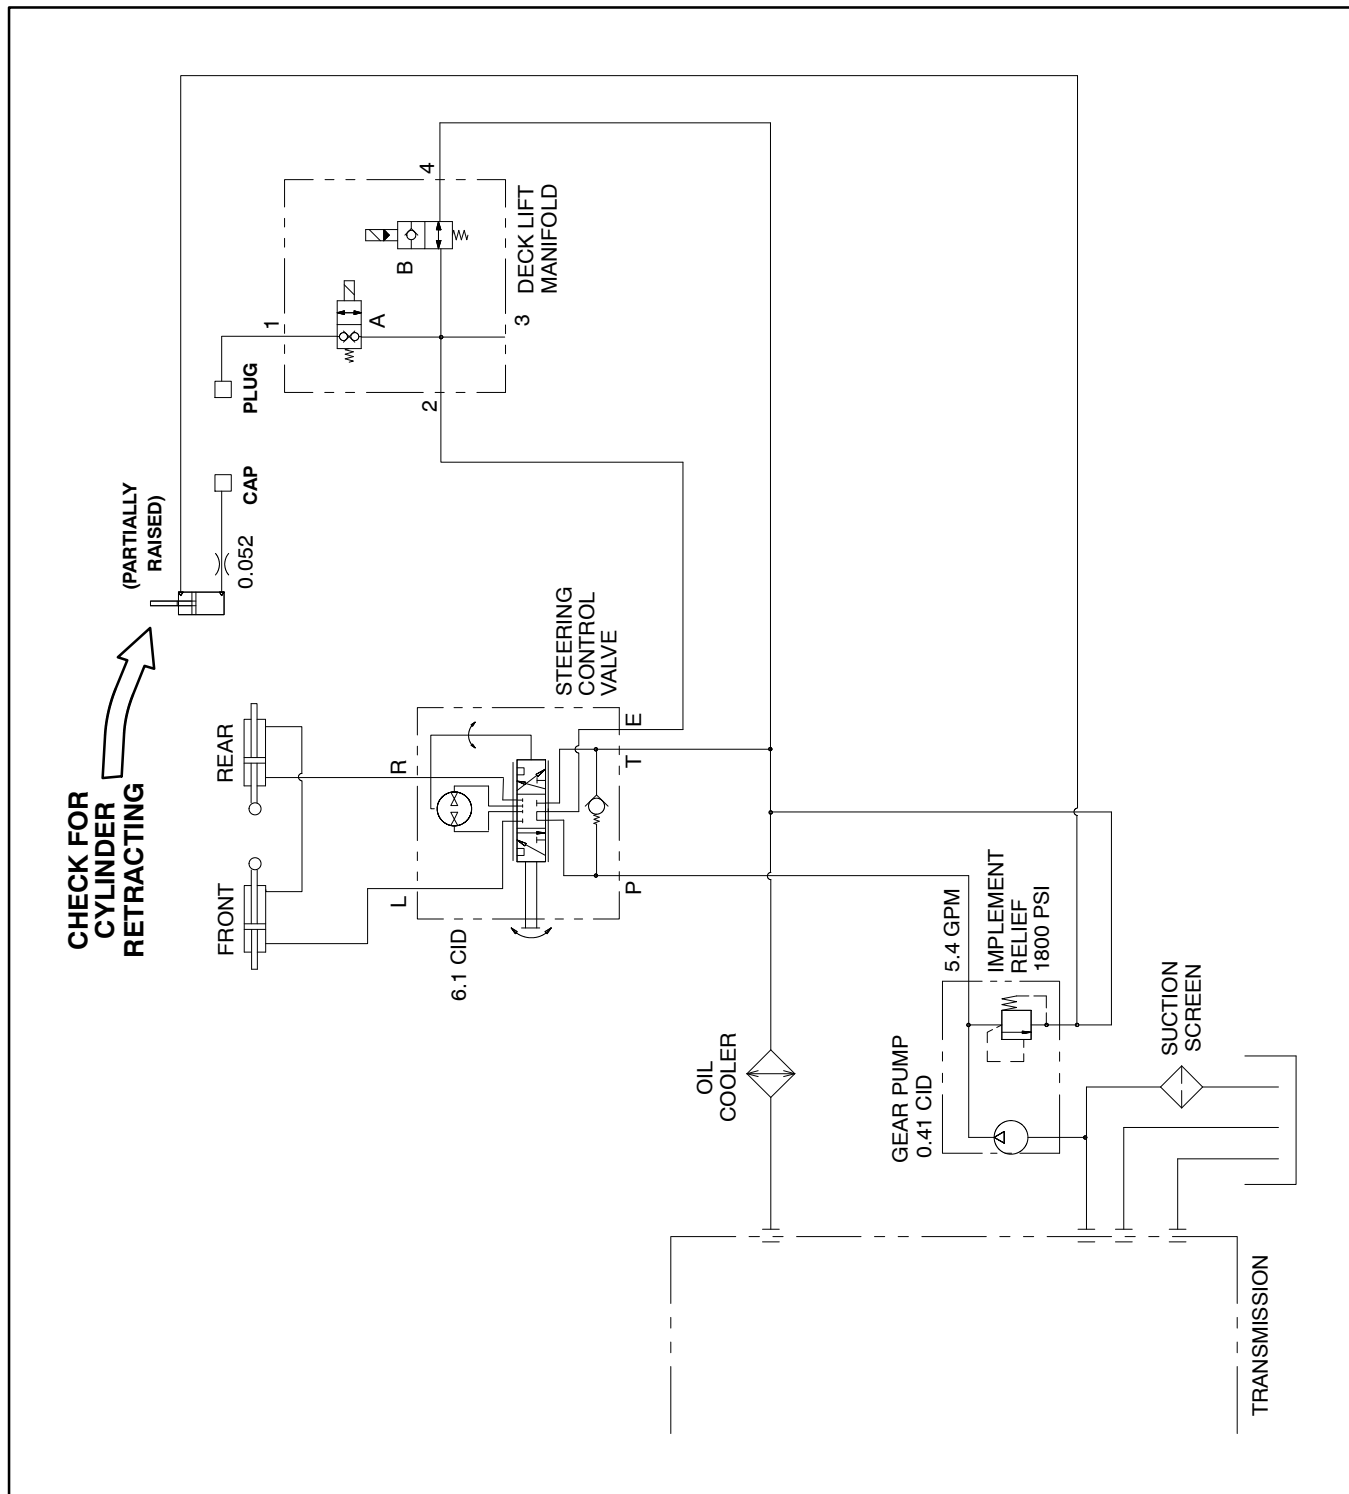 CHECK FOR
CYLINDER
RETRACTING
(PARTIALLY
RAISED)
0.052
CAP
PLUG
1
2
3
4
A
B
DECK LIFT
MANIFOLD
FRONT
REAR
L
R
P
T
E
6.1 CID
STEERING
CONTROL
VALVE
OIL
COOLER
GEAR PUMP
0.41 CID
5.4 GPM
IMPLEMENT
RELIEF
1800 PSI
SUCTION
SCREEN
TRANSMISSION